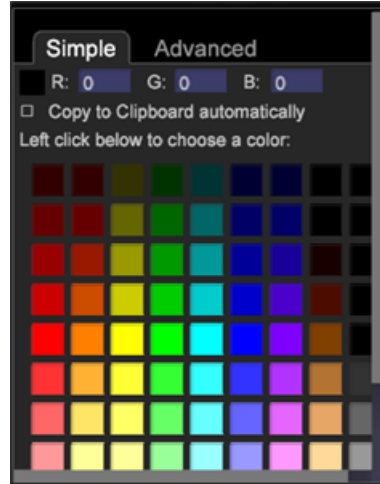 Simple Advanced
R: 0 G: 0 B: 0
Copy to Clipboard automatically
Left click below to choose a color: